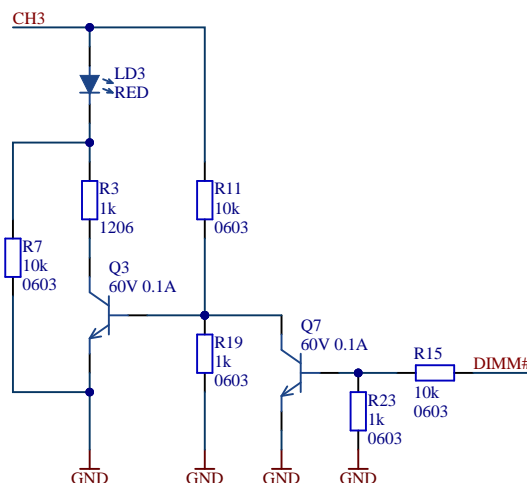 CH3
LD3
RED
R3
1k
1206
R11
10k
0603
R7
10k
0603
Q3
60V 0.1A
R19
1k
0603
Q7
60V 0.1A
R15
10k
0603
DIMM#
R23
1k
0603
GND
GND
GND
GND